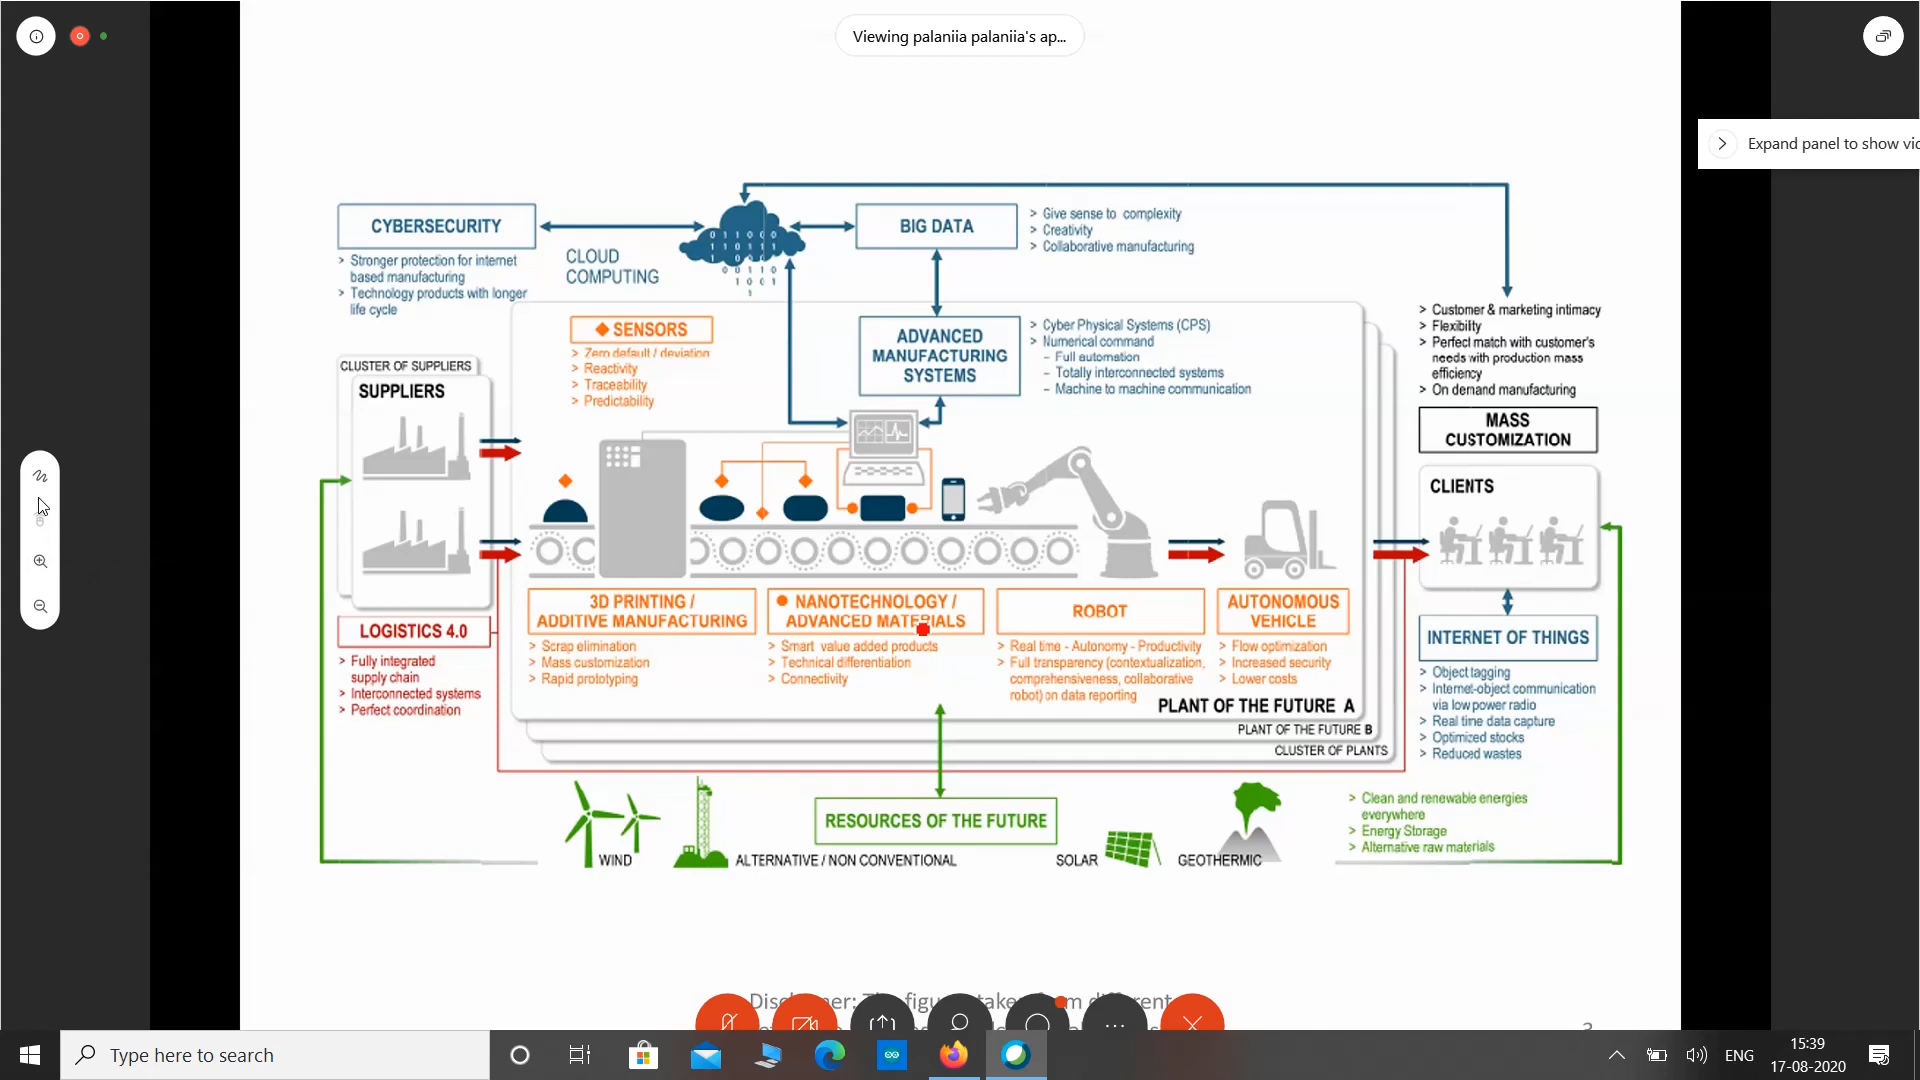 Viewing palaniia palaniia's ap...
Expand panel to show vic
CYBERSECURITY
> Stronger protection for internet
based manufacturing
> Technology products with longer
life cycle
CLOUD
COMPUTING
BIG DATA
> Give sense to complexity
> Creativity
> Collaborative manufacturing
SENSORS
> Zero default / deviation
> Reactivity
> Traceability
> Predictability
ADVANCED
MANUFACTURING
SYSTEMS
> Cyber Physical Systems (CPS)
> Numerical command
– Full automation
– Totally interconnected systems
– Machine to machine communication
> Customer & marketing intimacy
> Flexibilty
> Perfect match with customer's
needs with production mass
efficiency
> On demand manufacturing
MASS
CUSTOMIZATION
CLUSTER OF SUPPLIERS
SUPPLIERS
CLIENTS
LOGISTICS 4.0
> Fully integrated
supply chain
> Interconnected systems
> Perfect coordination
3D PRINTING /
ADDITIVE MANUFACTURING
> Scrap elimination
> Mass customization
> Rapid prototyping
NANOTECHNOLOGY /
ADVANCED MATERIALS
> Smart value added products
> Technical differentiation
> Connectivity
ROBOT
> Real time - Autonomy - Productivity
> Full transparency (contextualization,
comprehensiveness, collaborative
robot) on data reporting
AUTONOMOUS
VEHICLE
> Flow optimization
> Increased security
> Lower costs
PLANT OF THE FUTURE A
PLANT OF THE FUTURE B
CLUSTER OF PLANTS
INTERNET OF THINGS
> Object tagging
> Internet-object communication
via low power radio
> Real time data capture
> Optimized stocks
> Reduced wastes
RESOURCES OF THE FUTURE
WIND
ALTERNATIVE / NON CONVENTIONAL
SOLAR
GEOTHERMIC
> Clean and renewable energies
everywhere
> Energy Storage
> Alternative raw materials
different
Type here to search
ENG
15:39
17-08-2020